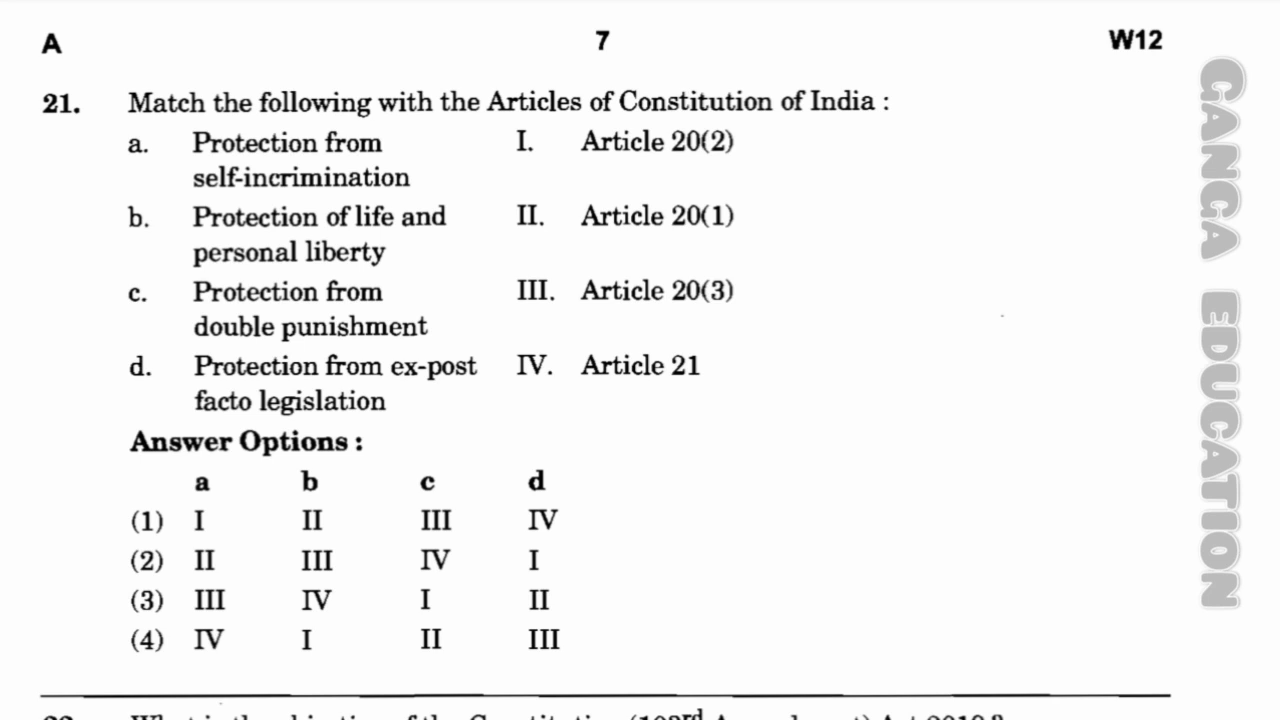 A 7 W12
21. Match the following with the Articles of Constitution of India :
a. Protection from I. Article 20(2)
self-incrimination
b. Protection of life and II. Article 20(1)
personal liberty
c. Protection from III. Article 20(3)
double punishment
d. Protection from ex-post IV. Article 21
facto legislation
Answer Options :
a b c d
(1) I II III IV
(2) II III IV I
(3) III IV I II
(4) IV I II III
GANGA EDUCATION